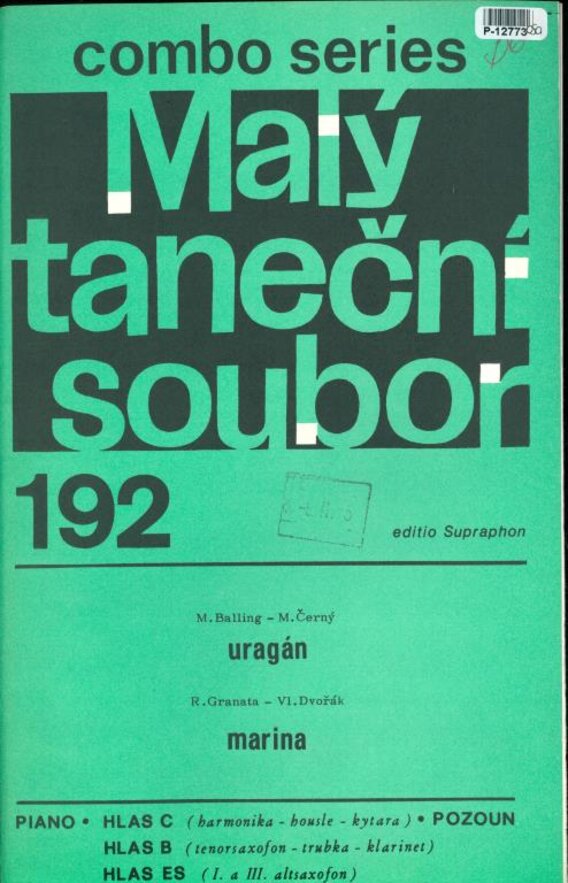 P-12773
combo series
Malý
taneční
soubor
192
editio Supraphon
M.Balling – M.Černý
uragán
R.Granata – Vl.Dvořák
marina
PIANO • HLAS C (harmonika - housle - kytara) • POZOUN
HLAS B (tenorsaxofon - trubka - klarinet)
HLAS ES (I. a III. altsaxofon)